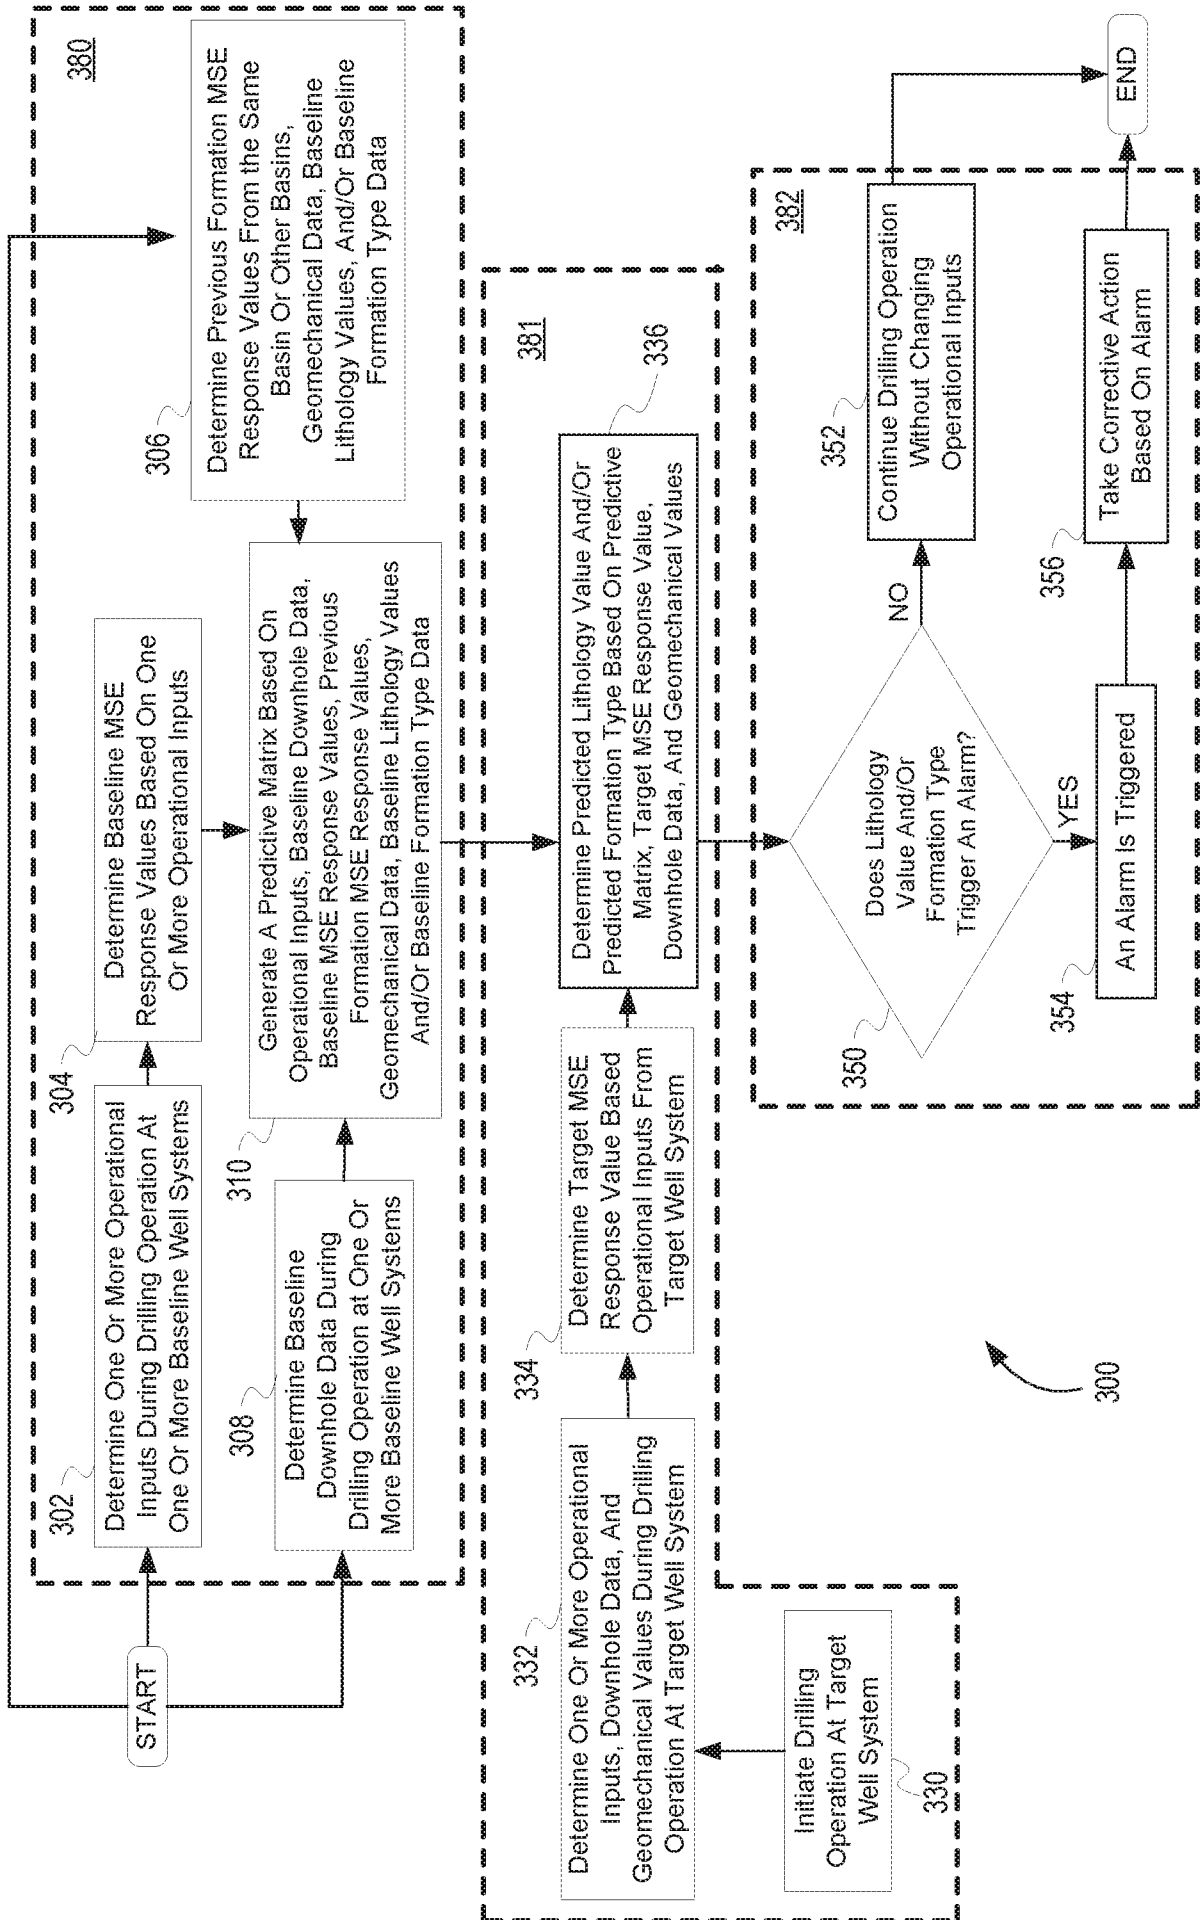 START
302
Determine One Or More Operational
Inputs During Drilling Operation At
One Or More Baseline Well Systems
304
Determine Baseline MSE
Response Values Based On One
Or More Operational Inputs
306
Determine Previous Formation MSE
Response Values From the Same
Basin Or Other Basins,
Geomechanical Data, Baseline
Lithology Values, And/Or Baseline
Formation Type Data
380
308
Determine Baseline
Downhole Data During
Drilling Operation at One Or
More Baseline Well Systems
310
Generate A Predictive Matrix Based On
Operational Inputs, Baseline Downhole Data,
Baseline MSE Response Values, Previous
Formation MSE Response Values,
Geomechanical Data, Baseline Lithology Values
And/Or Baseline Formation Type Data
381
330
Initiate Drilling
Operation At Target
Well System
332
Determine One Or More Operational
Inputs, Downhole Data, And
Geomechanical Values During Drilling
Operation At Target Well System
334
Determine Target MSE
Response Value Based
Operational Inputs From
Target Well System
336
Determine Predicted Lithology Value And/Or
Predicted Formation Type Based On Predictive
Matrix, Target MSE Response Value,
Downhole Data, And Geomechanical Values
382
350
Does Lithology
Value And/Or
Formation Type
Trigger An Alarm?
NO
352
Continue Drilling Operation
Without Changing
Operational Inputs
YES
354
An Alarm Is Triggered
356
Take Corrective Action
Based On Alarm
END
300